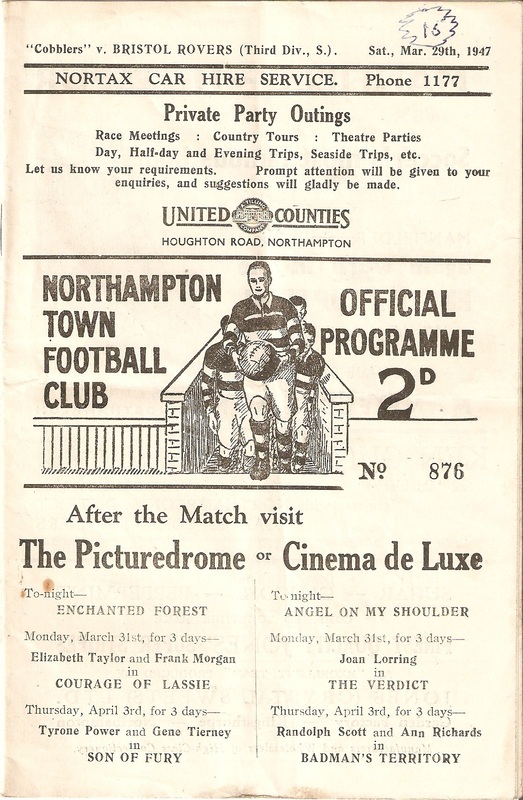 15
"Cobblers" v. BRISTOL ROVERS (Third Div., S.). Sat., Mar. 29th, 1947
NORTAX CAR HIRE SERVICE. Phone 1177
Private Party Outings
Race Meetings : Country Tours : Theatre Parties
Day, Half-day and Evening Trips, Seaside Trips, etc.
Let us know your requirements. Prompt attention will be given to your
enquiries, and suggestions will gladly be made.
UNITED COUNTIES
HOUGHTON ROAD, NORTHAMPTON
NORTHAMPTON
TOWN
FOOTBALL
CLUB
OFFICIAL
PROGRAMME
2D
No 876
After the Match visit
The Picturedrome or Cinema de Luxe
To-night—
ENCHANTED FOREST
Monday, March 31st, for 3 days—
Elizabeth Taylor and Frank Morgan
in
COURAGE OF LASSIE
Thursday, April 3rd, for 3 days—
Tyrone Power and Gene Tierney
in
SON OF FURY
To-night—
ANGEL ON MY SHOULDER
Monday, March 31st, for 3 days—
Joan Lorring
in
THE VERDICT
Thursday, April 3rd, for 3 days—
Randolph Scott and Ann Richards
in
BADMAN'S TERRITORY